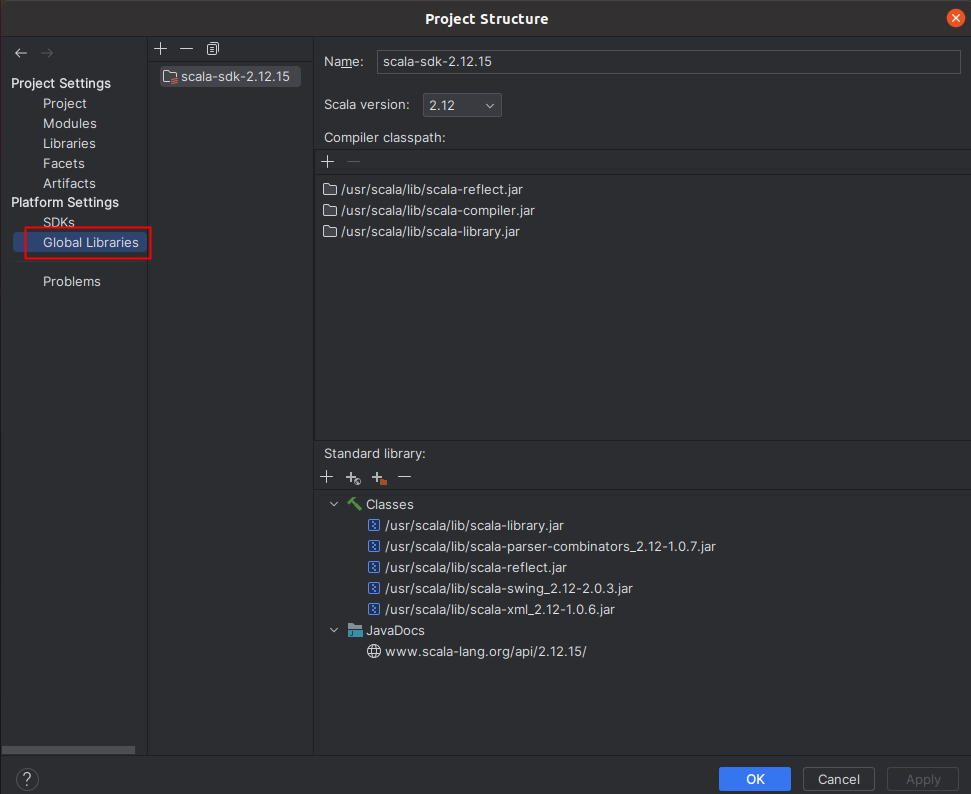 Project Structure
Project Settings
Project
Modules
Libraries
Facets
Artifacts
Platform Settings
SDKs
Global Libraries
Problems
scala-sdk-2.12.15
Name: scala-sdk-2.12.15
Scala version: 2.12
Compiler classpath:
/usr/scala/lib/scala-reflect.jar
/usr/scala/lib/scala-compiler.jar
/usr/scala/lib/scala-library.jar
Standard library:
Classes
/usr/scala/lib/scala-library.jar
/usr/scala/lib/scala-parser-combinators_2.12-1.0.7.jar
/usr/scala/lib/scala-reflect.jar
/usr/scala/lib/scala-swing_2.12-2.0.3.jar
/usr/scala/lib/scala-xml_2.12-1.0.6.jar
JavaDocs
www.scala-lang.org/api/2.12.15/
? OK Cancel Apply